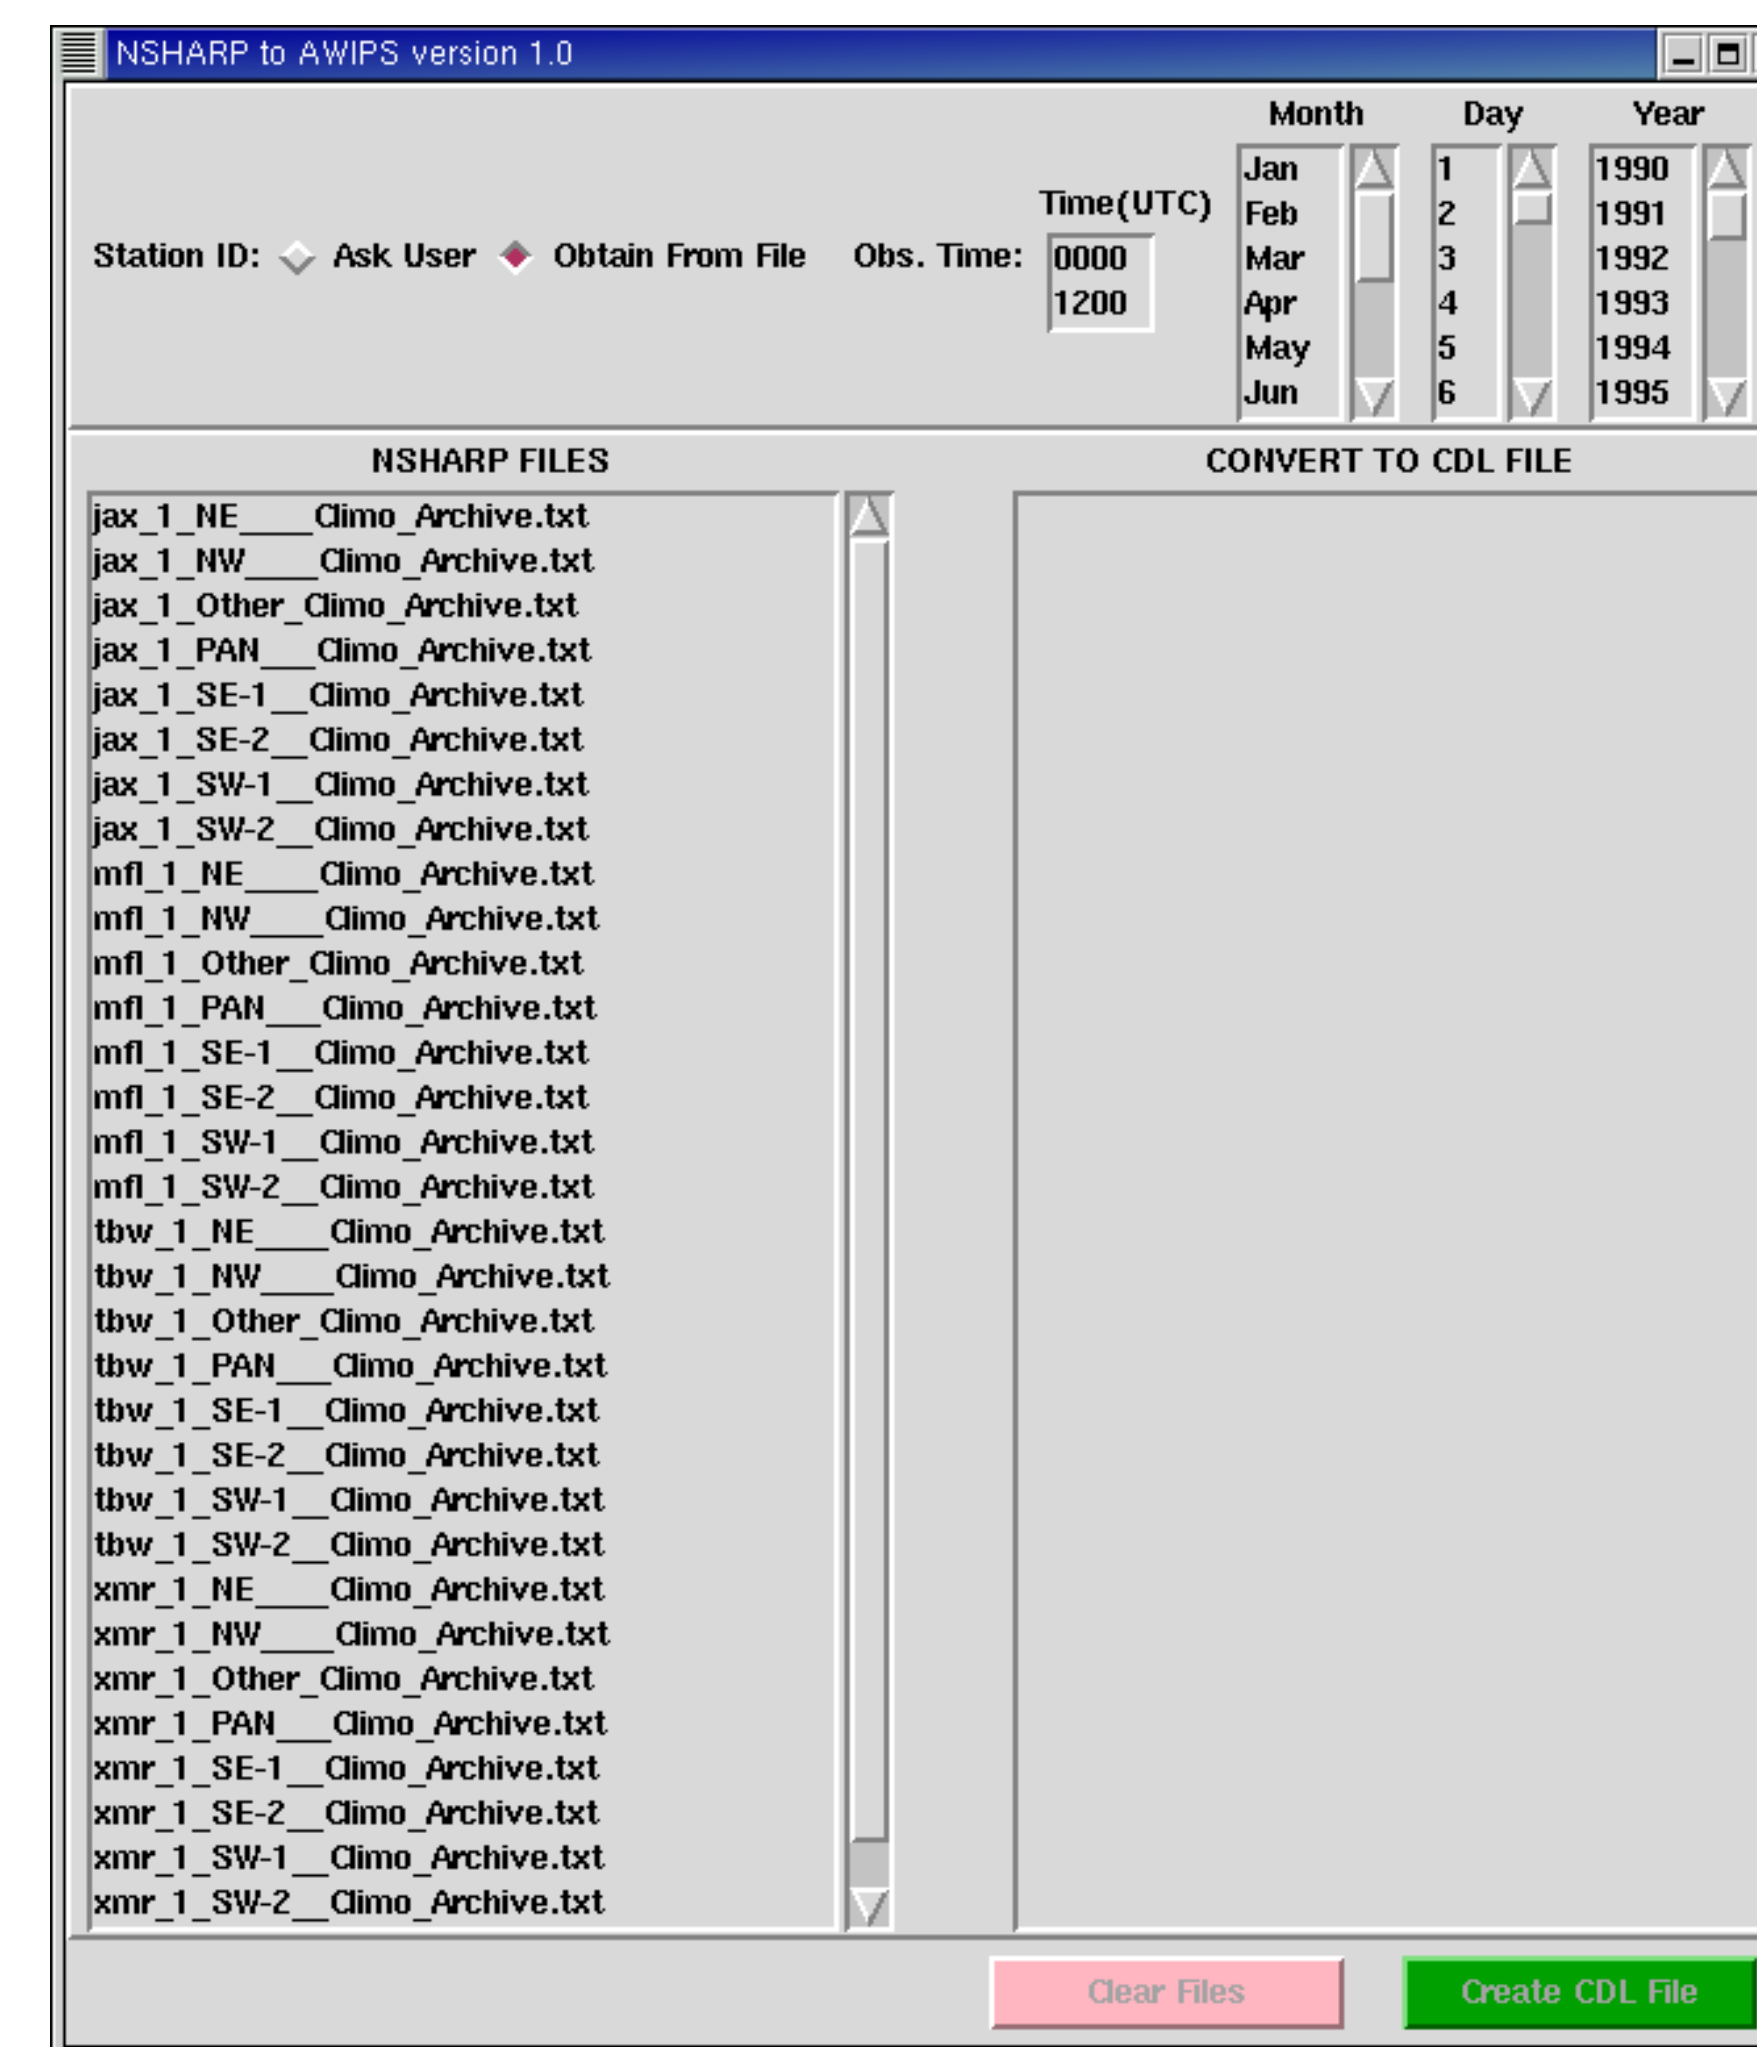 NSHARP to AWIPS version 1.0
Month Day Year
Station ID: Ask User Obtain From File Obs. Time: Time(UTC)
0000
1200
Jan 1 1990
Feb 2 1991
Mar 3 1992
Apr 4 1993
May 5 1994
Jun 6 1995
NSHARP FILES CONVERT TO CDL FILE
jax_1_NE____Climo_Archive.txt
jax_1_NW____Climo_Archive.txt
jax_1_Other_Climo_Archive.txt
jax_1_PAN___Climo_Archive.txt
jax_1_SE-1__Climo_Archive.txt
jax_1_SE-2__Climo_Archive.txt
jax_1_SW-1__Climo_Archive.txt
jax_1_SW-2__Climo_Archive.txt
mfl_1_NE____Climo_Archive.txt
mfl_1_NW____Climo_Archive.txt
mfl_1_Other_Climo_Archive.txt
mfl_1_PAN___Climo_Archive.txt
mfl_1_SE-1__Climo_Archive.txt
mfl_1_SE-2__Climo_Archive.txt
mfl_1_SW-1__Climo_Archive.txt
mfl_1_SW-2__Climo_Archive.txt
tbw_1_NE____Climo_Archive.txt
tbw_1_NW____Climo_Archive.txt
tbw_1_Other_Climo_Archive.txt
tbw_1_PAN___Climo_Archive.txt
tbw_1_SE-1__Climo_Archive.txt
tbw_1_SE-2__Climo_Archive.txt
tbw_1_SW-1__Climo_Archive.txt
tbw_1_SW-2__Climo_Archive.txt
xmr_1_NE____Climo_Archive.txt
xmr_1_NW____Climo_Archive.txt
xmr_1_Other_Climo_Archive.txt
xmr_1_PAN___Climo_Archive.txt
xmr_1_SE-1__Climo_Archive.txt
xmr_1_SE-2__Climo_Archive.txt
xmr_1_SW-1__Climo_Archive.txt
xmr_1_SW-2__Climo_Archive.txt
Clear Files Create CDL File